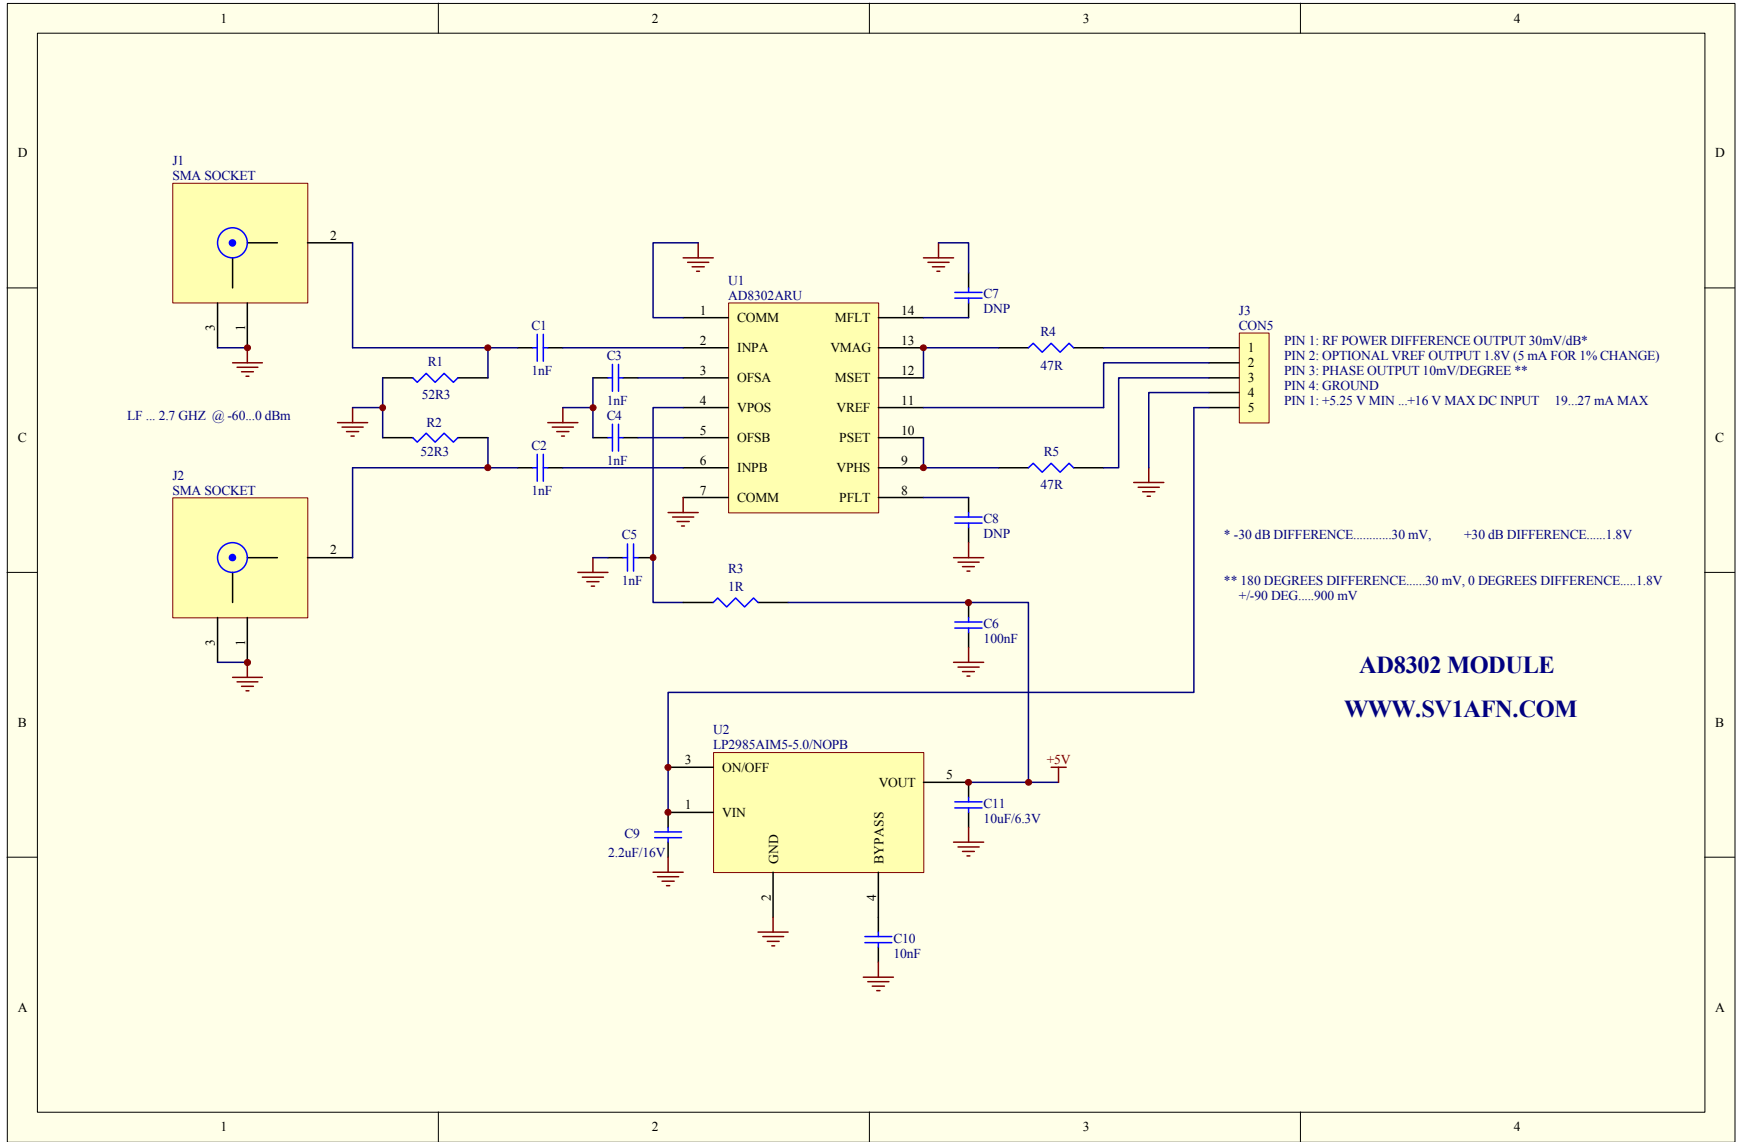 1 2 3 4
D D
J1
SMA SOCKET
2
3 1
U1
AD8302ARU
1 COMM MFLT 14
2 INPA VMAG 13
3 OFSA MSET 12
4 VPOS VREF 11
5 OFSB PSET 10
6 INPB VPHS 9
7 COMM PFLT 8
C7
DNP
J3
CON5
1
2
3
4
5
PIN 1: RF POWER DIFFERENCE OUTPUT 30mV/dB*
PIN 2: OPTIONAL VREF OUTPUT 1.8V (5 mA FOR 1% CHANGE)
PIN 3: PHASE OUTPUT 10mV/DEGREE **
PIN 4: GROUND
PIN 1: +5.25 V MIN ...+16 V MAX DC INPUT 19...27 mA MAX
C1
1nF
R1
52R3
C3
1nF
R4
47R
LF ... 2.7 GHZ @ -60...0 dBm
C C
R2
52R3
C4
1nF
C2
1nF
R5
47R
J2
SMA SOCKET
2
3 1
C8
DNP
C5
1nF
R3
1R
* -30 dB DIFFERENCE............30 mV, +30 dB DIFFERENCE......1.8V
** 180 DEGREES DIFFERENCE......30 mV, 0 DEGREES DIFFERENCE.....1.8V
+/-90 DEG.....900 mV
C6
100nF
AD8302 MODULE
WWW.SV1AFN.COM
B B
U2
LP2985AIM5-5.0/NOPB
3 ON/OFF
VOUT 5
1 VIN
GND
2
BYPASS
4
+5V
C9
2.2uF/16V
C11
10uF/6.3V
C10
10nF
A A
1 2 3 4